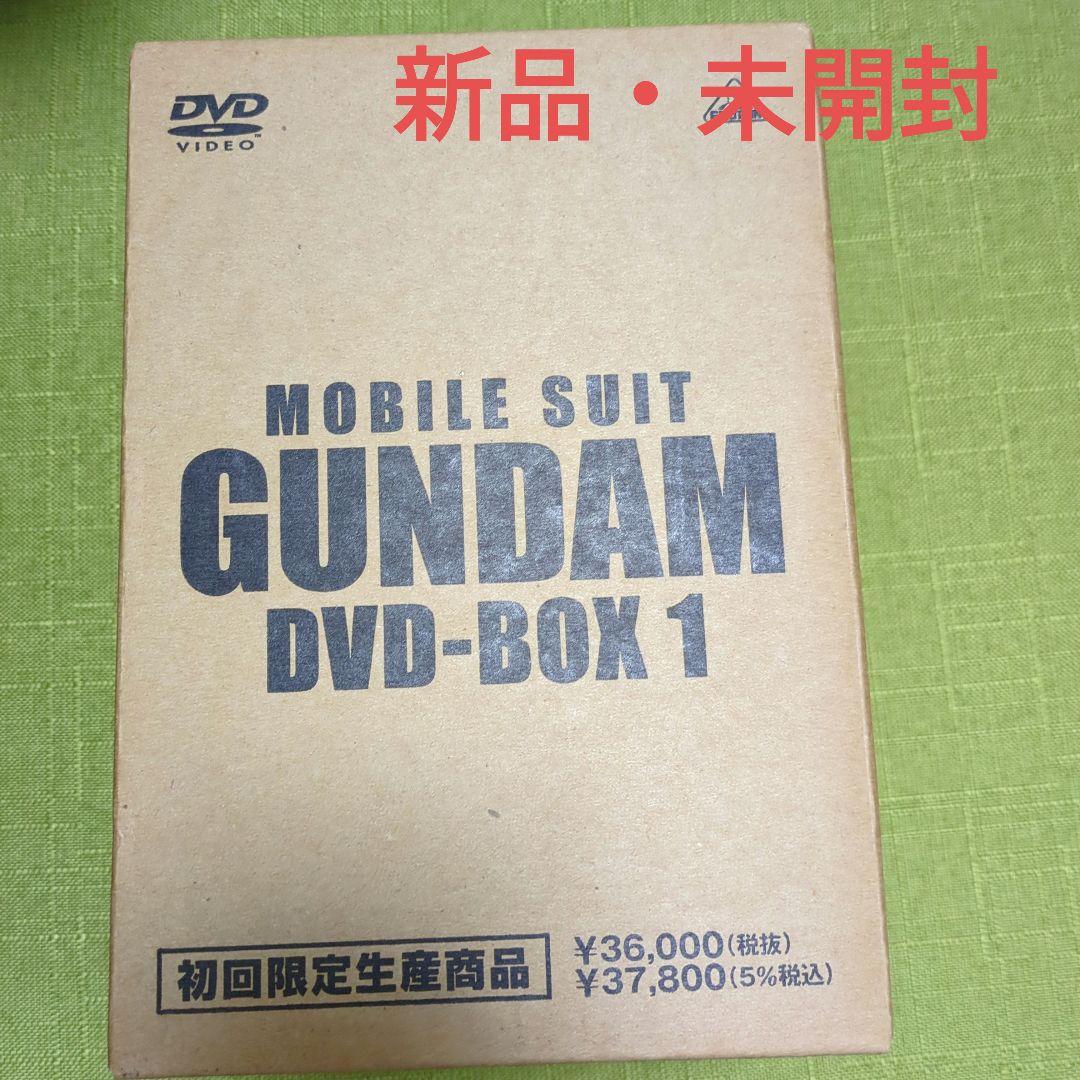 新品・未開封
DVD
VIDEO
MOBILE SUIT
GUNDAM
DVD-BOX 1
初回限定生産商品
¥36,000(税抜)
¥37,800(5%税込)